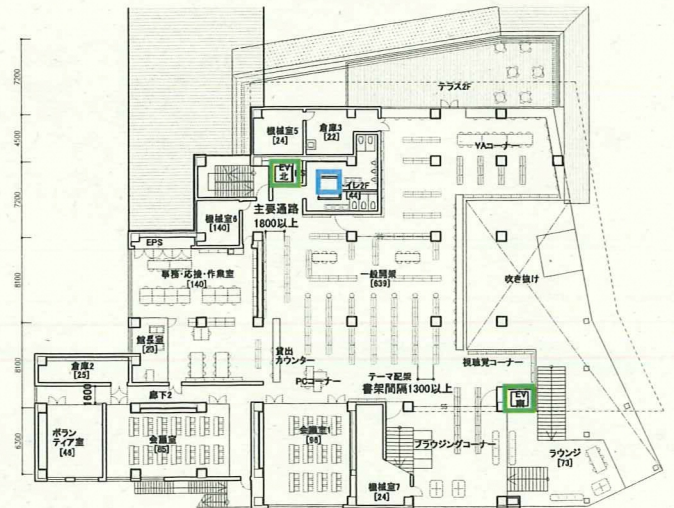 テラス2F
7200
機械室5
[24]
倉庫3
[22]
YAコーナー
4500
EV
北
トイレ2F
[44]
主要通路
1800以上
機械室6
[140]
7200
EPS
事務・応接・作業室
[140]
一般開架
[639]
吹き抜け
8100
館長室
[23]
貸出
カウンター
視聴覚コーナー
8100
倉庫2
[25]
PCコーナー
テーマ配架
書架間隔1300以上
1600
廊下2
EV
南
ボラン
ティア室
[46]
会議室
[65]
会議室1
[98]
ブラウジングコーナー
ラウンジ
[73]
6300
機械室7
[24]